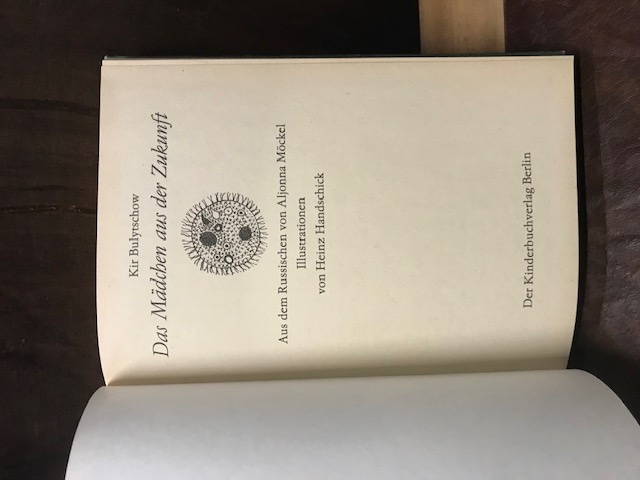 Kir Bulytschow
Das Mädchen aus der Zukunft
Aus dem Russischen von Aljonna Möckel
Illustrationen
von Heinz Handschick
Der Kinderbuchverlag Berlin